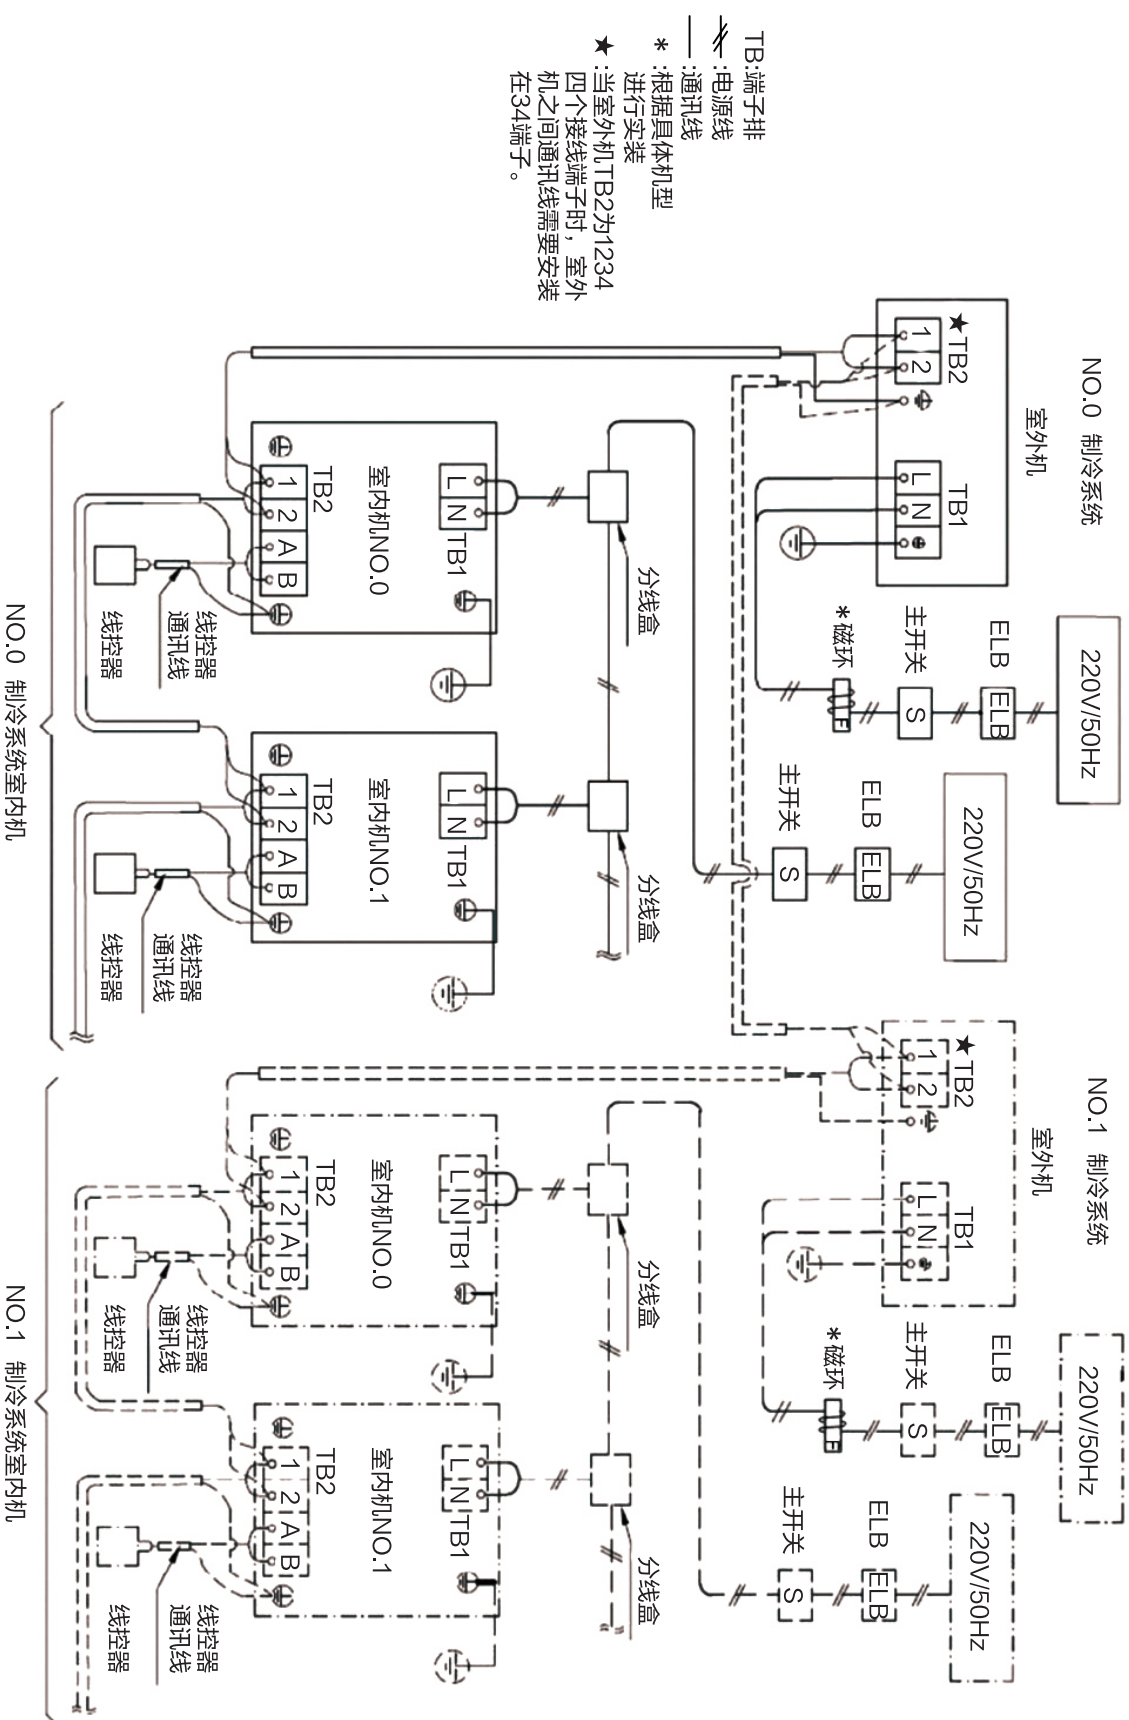 NO.0 制冷系统
室外机
★TB2
1
2
TB1
L
N
220V/50Hz
ELB
ELB
主开关
S
*磁环
220V/50Hz
ELB
ELB
主开关
S
NO.1 制冷系统
室外机
★TB2
1
2
TB1
L
N
220V/50Hz
ELB
ELB
主开关
S
*磁环
220V/50Hz
ELB
ELB
主开关
S
TB:端子排
:电源线
:通讯线
*:根据具体机型
进行实装
★:当室外机TB2为1234
四个接线端子时，室外
机之间通讯线需要安装
在34端子。
分线盒
L
N
TB1
室内机NO.0
TB2
1
2
A
B
线控器
通讯线
线控器
分线盒
L
N
TB1
室内机NO.1
TB2
1
2
A
B
线控器
通讯线
线控器
NO.0 制冷系统室内机
分线盒
L
N
TB1
室内机NO.0
TB2
1
2
A
B
线控器
通讯线
线控器
分线盒
L
N
TB1
室内机NO.1
TB2
1
2
A
B
线控器
通讯线
线控器
NO.1 制冷系统室内机